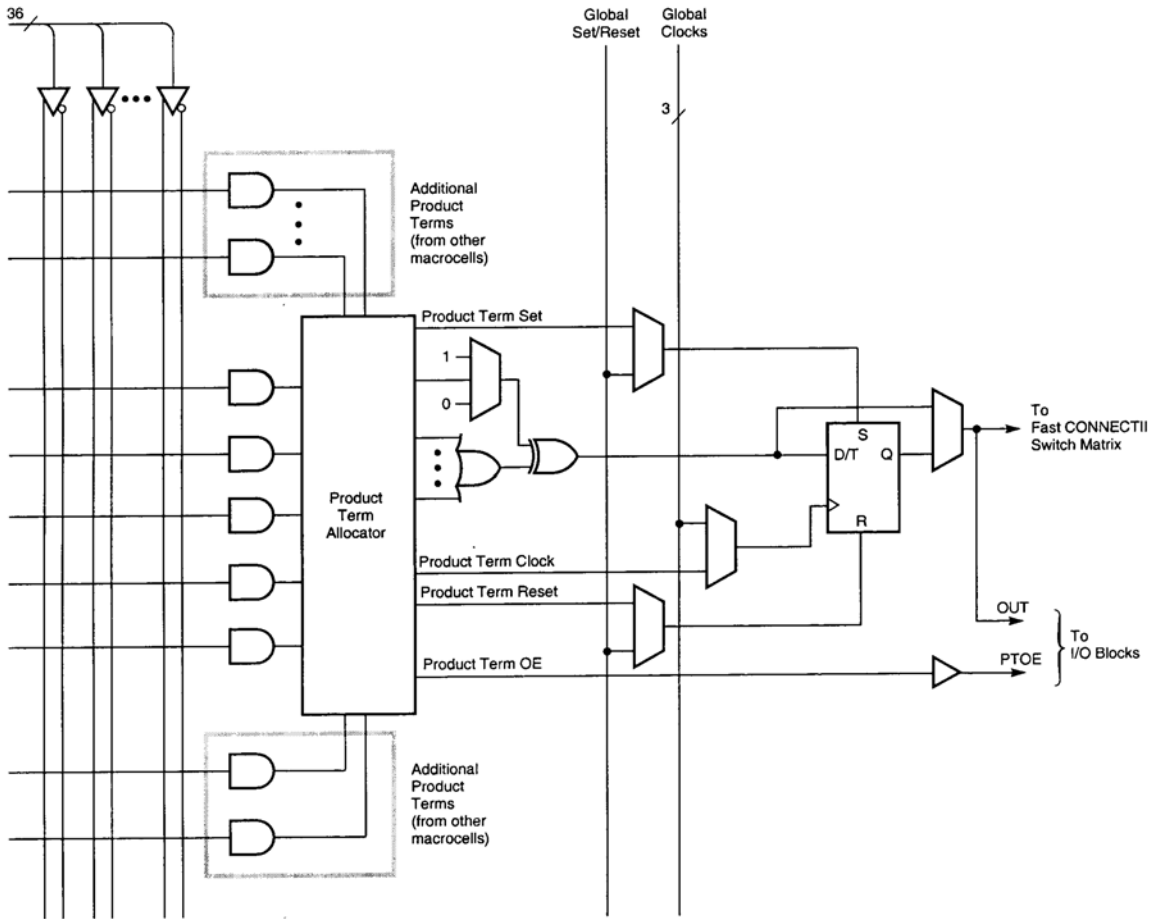 36
Global
Set/Reset
Global
Clocks
3
Additional
Product
Terms
(from other
macrocells)
Product Term Set
1
0
Product
Term
Allocator
To
Fast CONNECTII
Switch Matrix
S
D/T
Q
R
Product Term Clock
Product Term Reset
OUT
To
I/O Blocks
PTOE
Product Term OE
Additional
Product
Terms
(from other
macrocells)